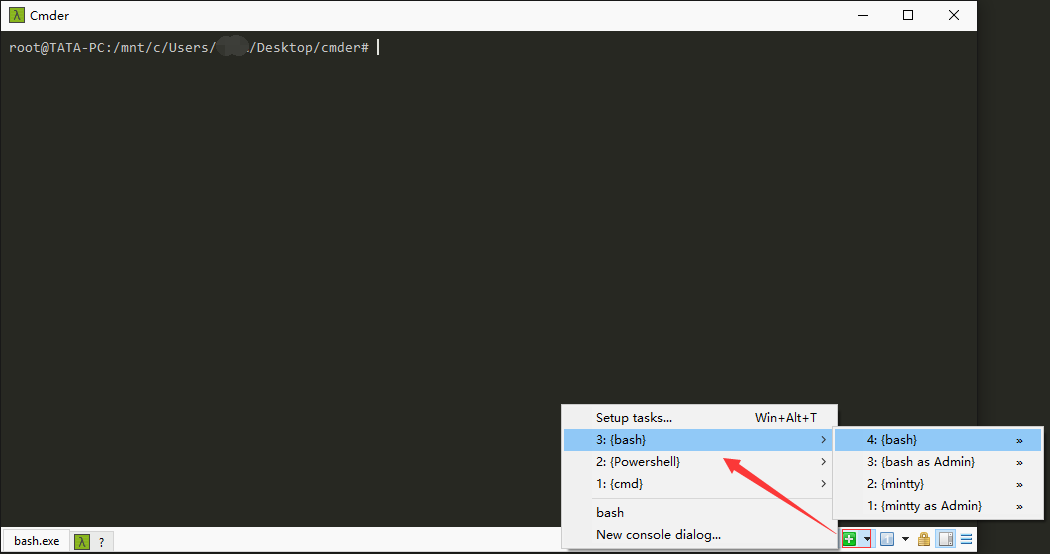 λ Cmder
root@TATA-PC:/mnt/c/Users/ /Desktop/cmder#
Setup tasks... Win+Alt+T
3: {bash}
2: {Powershell}
1: {cmd}
bash
New console dialog...
4: {bash} »
3: {bash as Admin} »
2: {mintty} »
1: {mintty as Admin} »
bash.exe
λ ?